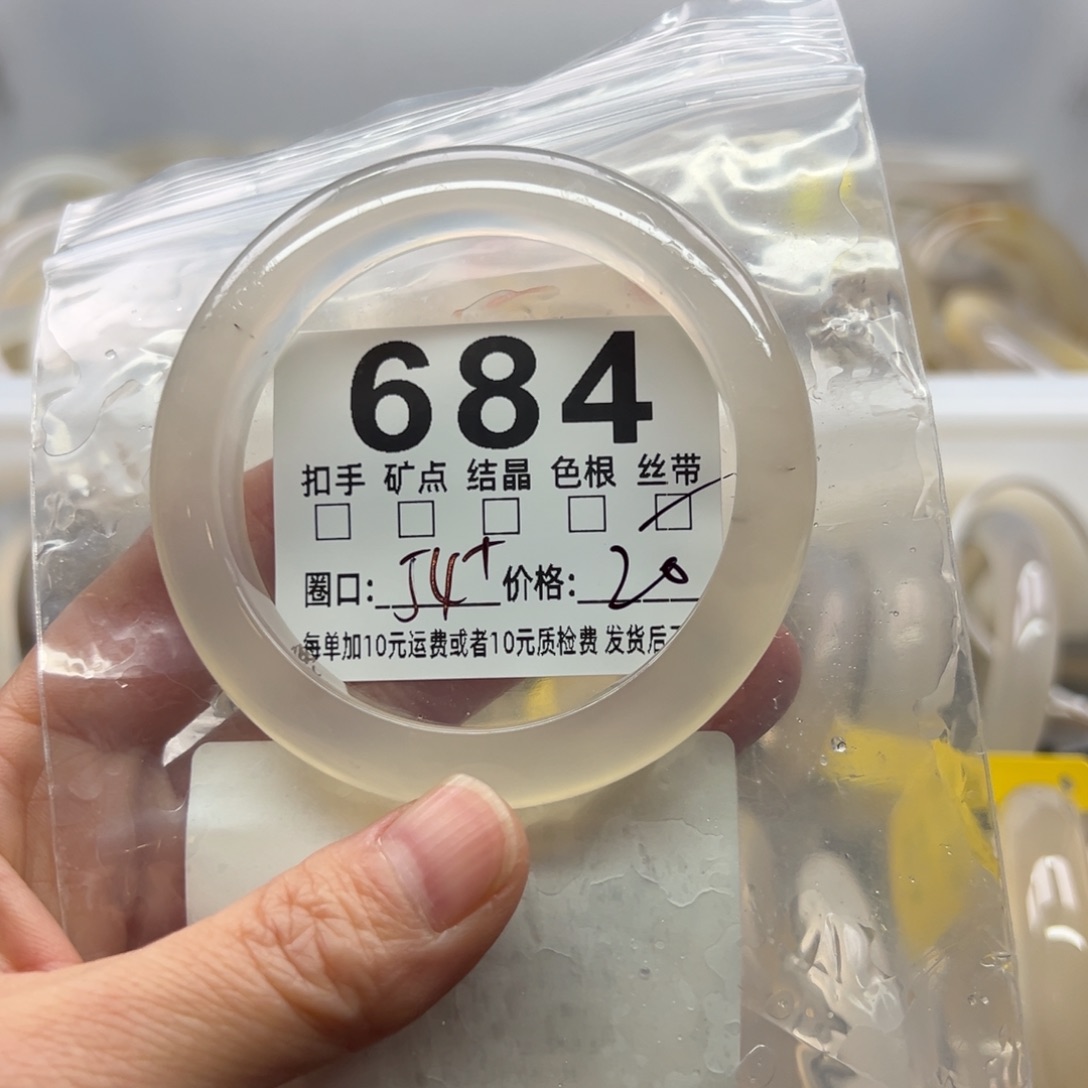 684
扣手 矿点 结晶 色根 丝带
圈口: 54+ 价格: 20
每单加10元运费或者10元质检费 发货后